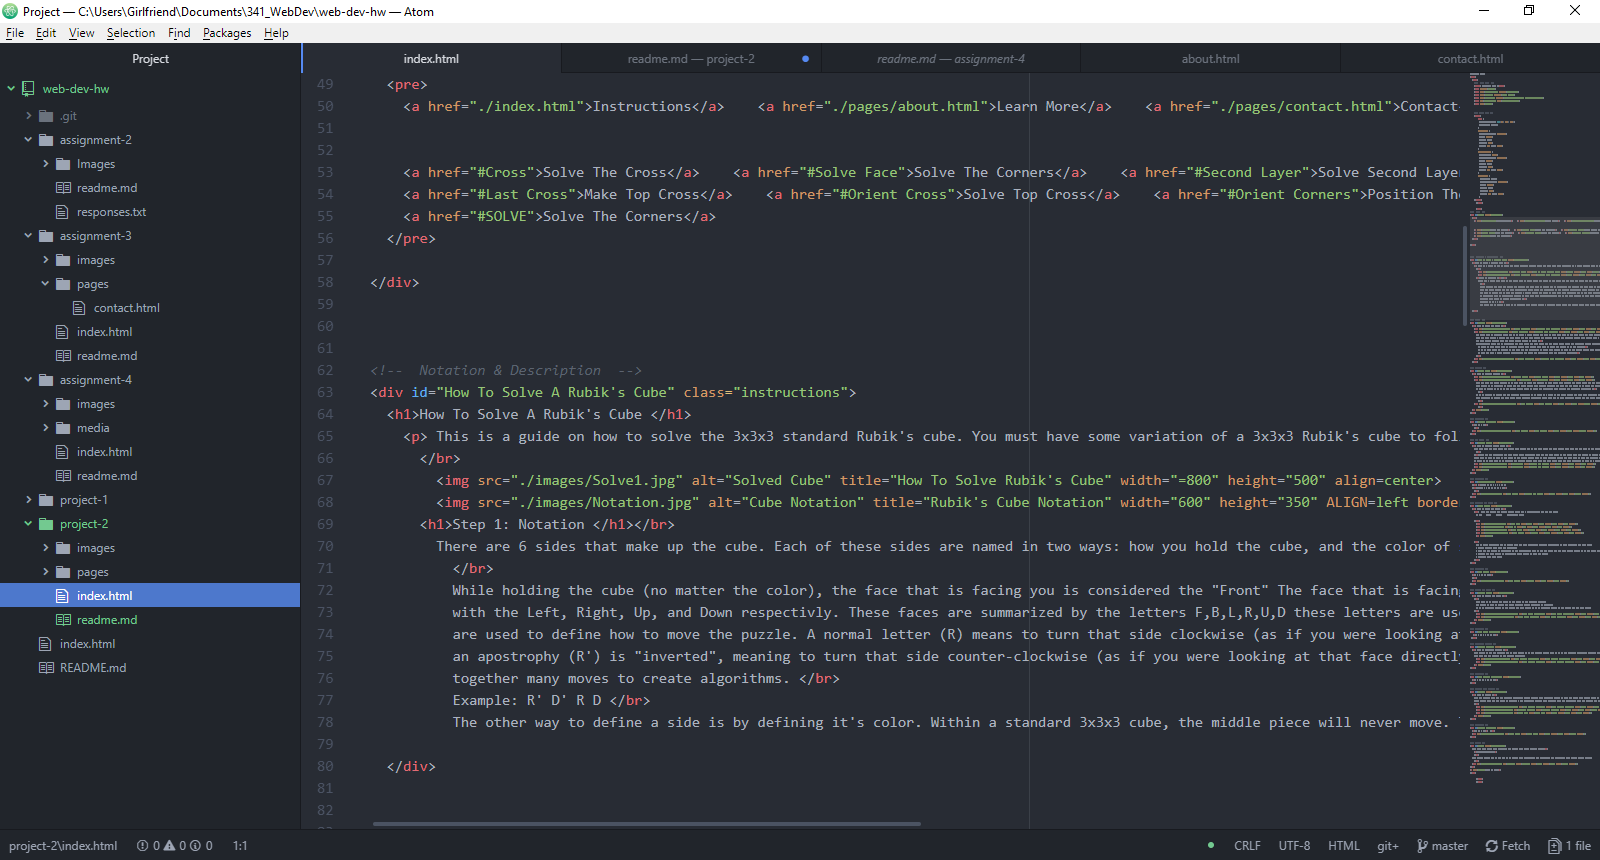 Project — C:\Users\Girlfriend\Documents\341_WebDev\web-dev-hw — Atom
File Edit View Selection Find Packages Help
Project
index.html
readme.md — project-2
readme.md — assignment-4
about.html
contact.html
web-dev-hw
.git
assignment-2
Images
readme.md
responses.txt
assignment-3
images
pages
contact.html
index.html
readme.md
assignment-4
images
media
index.html
readme.md
project-1
project-2
images
pages
index.html
readme.md
index.html
README.md
49 <pre>
50 <a href="./index.html">Instructions</a> <a href="./pages/about.html">Learn More</a> <a href="./pages/contact.html">Contact
51
52
53 <a href="#Cross">Solve The Cross</a> <a href="#Solve Face">Solve The Corners</a> <a href="#Second Layer">Solve Second Laye
54 <a href="#Last Cross">Make Top Cross</a> <a href="#Orient Cross">Solve Top Cross</a> <a href="#Orient Corners">Position Th
55 <a href="#SOLVE">Solve The Corners</a>
56 </pre>
57
58 </div>
59
60
61
62 <!-- Notation & Description -->
63 <div id="How To Solve A Rubik's Cube" class="instructions">
64 <h1>How To Solve A Rubik's Cube </h1>
65 <p> This is a guide on how to solve the 3x3x3 standard Rubik's cube. You must have some variation of a 3x3x3 Rubik's cube to fol
66 </br>
67 <img src="./images/Solve1.jpg" alt="Solved Cube" title="How To Solve Rubik's Cube" width="=800" height="500" align=center>
68 <img src="./images/Notation.jpg" alt="Cube Notation" title="Rubik's Cube Notation" width="600" height="350" ALIGN=left borde
69 <h1>Step 1: Notation </h1></br>
70 There are 6 sides that make up the cube. Each of these sides are named in two ways: how you hold the cube, and the color of
71 </br>
72 While holding the cube (no matter the color), the face that is facing you is considered the "Front" The face that is facin
73 with the Left, Right, Up, and Down respectivly. These faces are summarized by the letters F,B,L,R,U,D these letters are us
74 are used to define how to move the puzzle. A normal letter (R) means to turn that side clockwise (as if you were looking a
75 an apostrophy (R') is "inverted", meaning to turn that side counter-clockwise (as if you were looking at that face directl
76 together many moves to create algorithms. </br>
77 Example: R' D' R D </br>
78 The other way to define a side is by defining it's color. Within a standard 3x3x3 cube, the middle piece will never move.
79
80 </div>
81
82
project-2\index.html 0 0 0 1:1 CRLF UTF-8 HTML git+ master Fetch 1 file